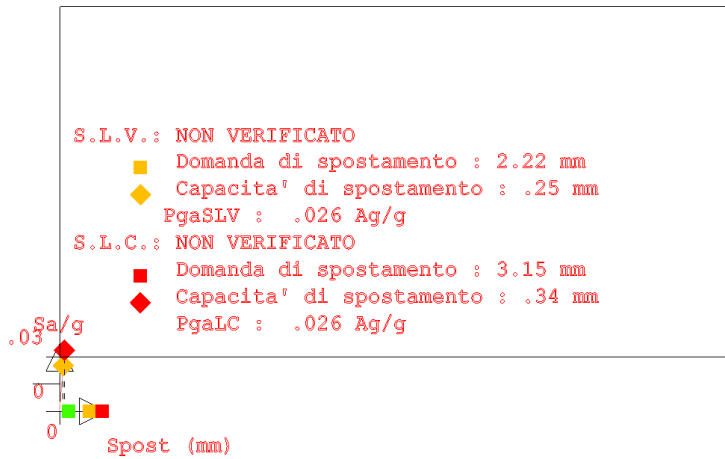 S.L.V.: NON VERIFICATO
Domanda di spostamento : 2.22 mm
Capacita' di spostamento : .25 mm
PgaSLV : .026 Ag/g
S.L.C.: NON VERIFICATO
Domanda di spostamento : 3.15 mm
Capacita' di spostamento : .34 mm
PgaLC : .026 Ag/g
Sa/g
.03
0
0
Spost (mm)